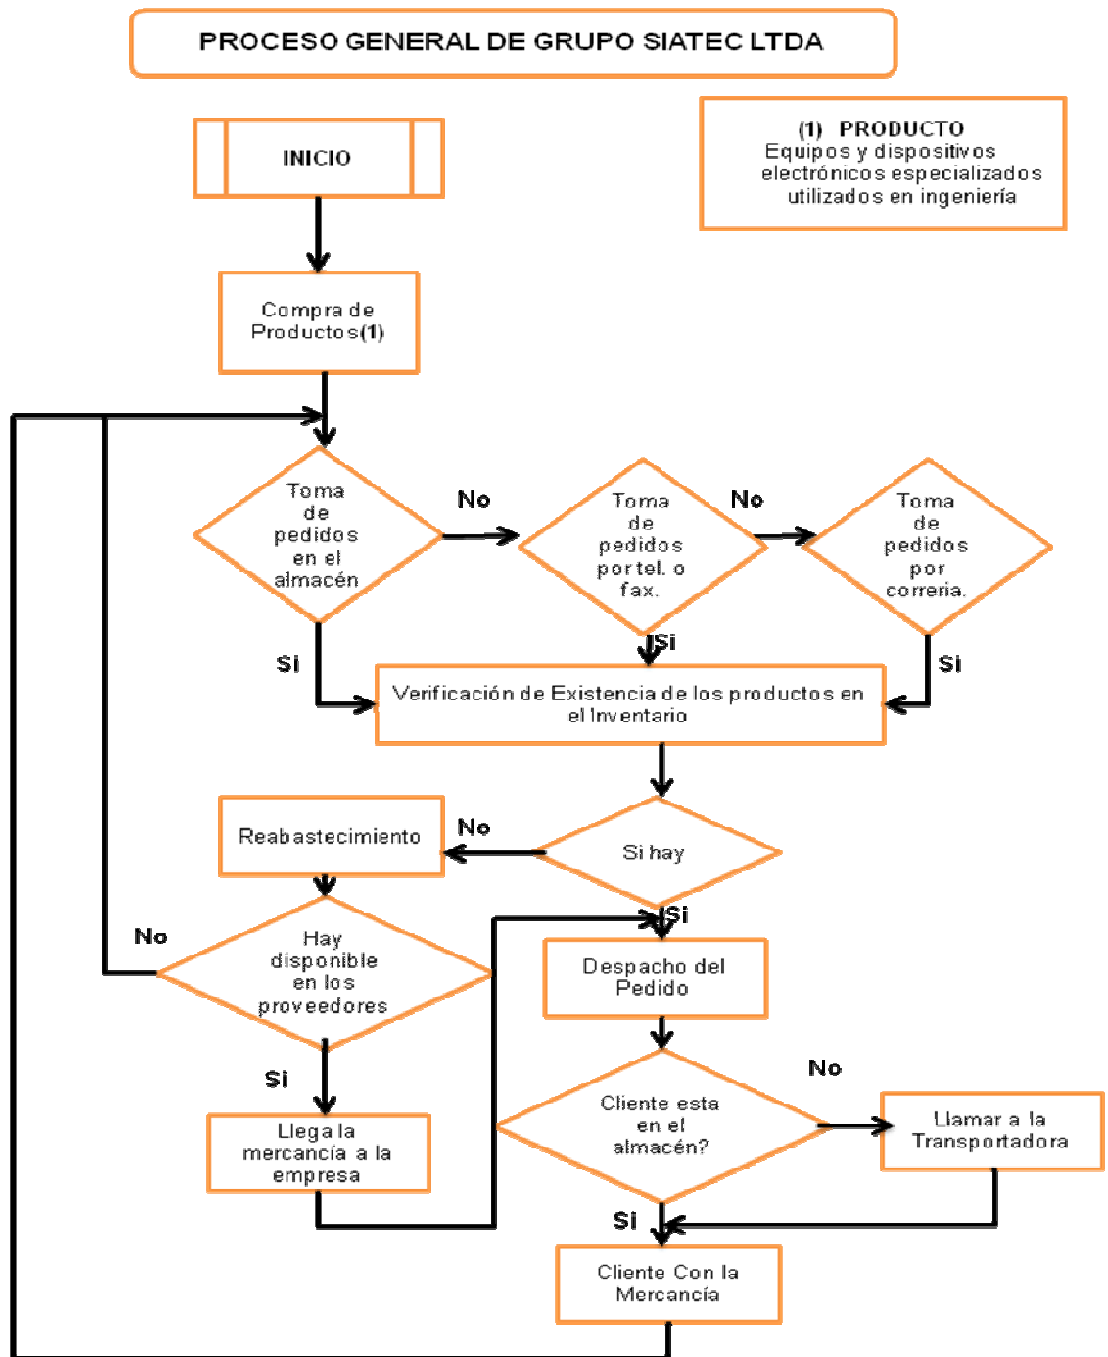 PROCESO GENERAL DE GRUPO SIATEC LTDA
(1) PRODUCTO
Equipos y dispositivos
electrónicos especializados
utilizados en ingeniería
INICIO
Compra de
Productos(1)
Toma
de
pedidos
en el
almacén
No
Toma
de
pedidos
por tel. o
fax.
No
Toma
de
pedidos
por
correria.
Si
Si
Si
Verificación de Existencia de los productos en
el Inventario
Reabastecimiento
No
Si hay
Si
No
Hay
disponible
en los
proveedores
Despacho del
Pedido
Si
No
Cliente esta
en el
almacén?
Llamar a la
Transportadora
Llega la
mercancía a la
empresa
Si
Cliente Con la
Mercancía